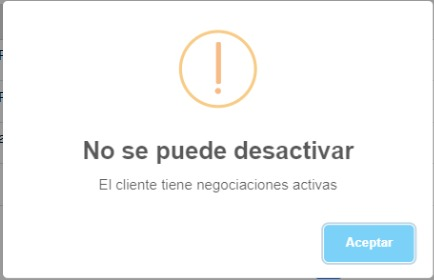 No se puede desactivar
El cliente tiene negociaciones activas
Aceptar